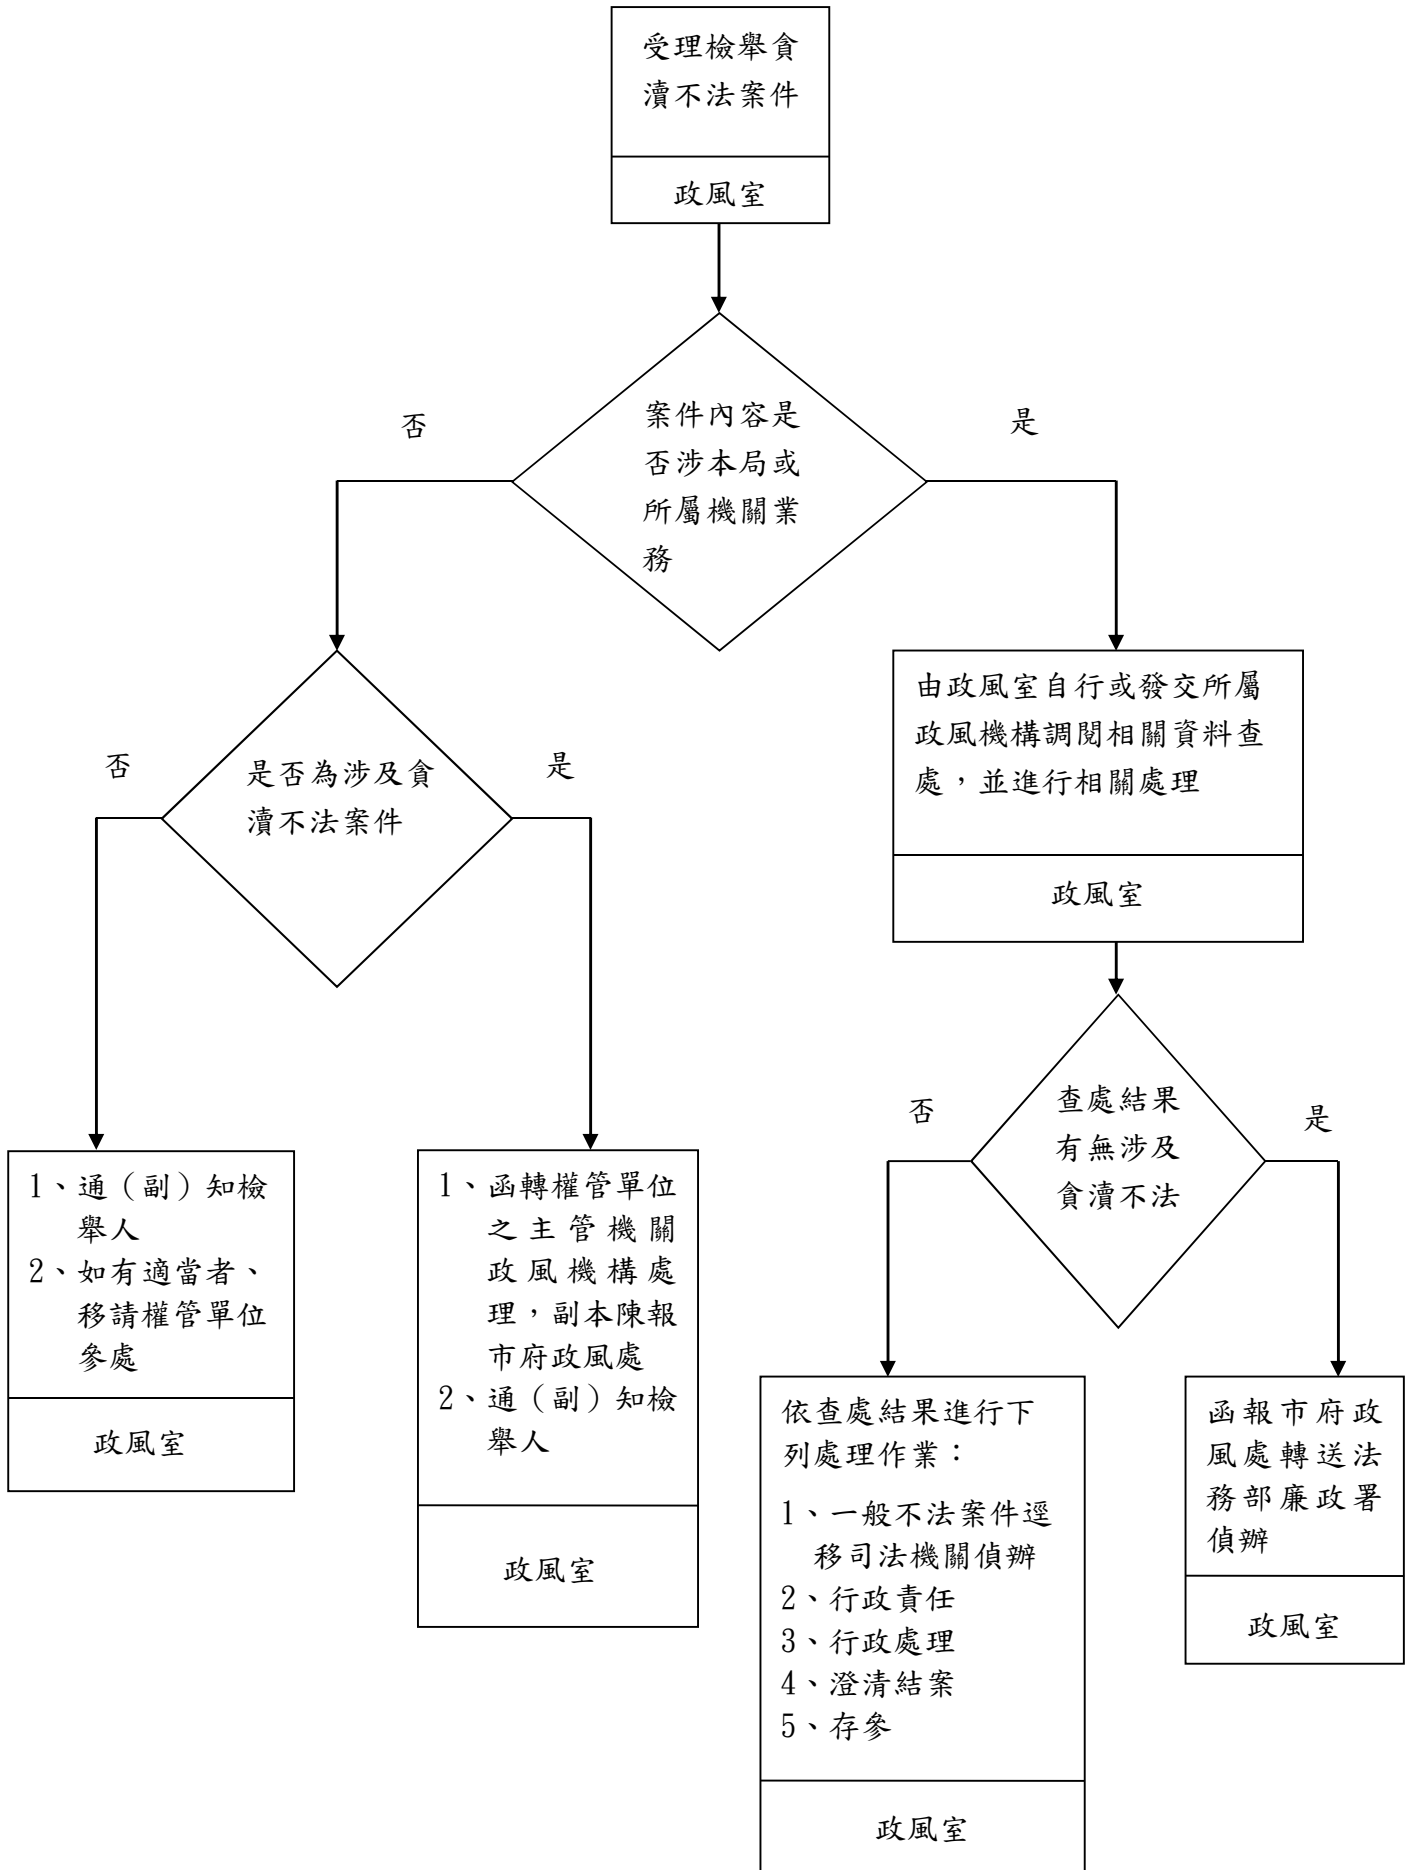 受理檢舉貪
瀆不法案件
政風室
案件內容是
否涉本局或
所屬機關業
務
否
是
是否為涉及貪
瀆不法案件
否
是
由政風室自行或發交所屬
政風機構調閱相關資料查
處，並進行相關處理
政風室
查處結果
有無涉及
貪瀆不法
否
是
1、通（副）知檢
舉人
2、如有適當者、
移請權管單位
參處
政風室
1、函轉權管單位
之主管機關
政風機構處
理，副本陳報
市府政風處
2、通（副）知檢
舉人
政風室
依查處結果進行下
列處理作業：
1、一般不法案件逕
移司法機關偵辦
2、行政責任
3、行政處理
4、澄清結案
5、存參
政風室
函報市府政
風處轉送法
務部廉政署
偵辦
政風室